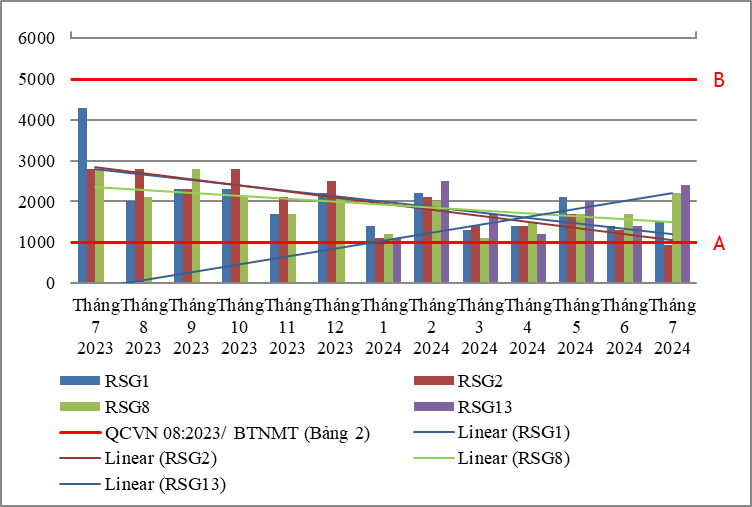 6000
5000
B
4000
3000
2000
1000
A
0
Tháng Tháng Tháng Tháng Tháng Tháng Tháng Tháng Tháng Tháng Tháng Tháng Tháng
7 8 9 10 11 12 1 2 3 4 5 6 7
2023 2023 2023 2023 2023 2023 2024 2024 2024 2024 2024 2024 2024
RSG1 RSG2
RSG8 RSG13
QCVN 08:2023/ BTNMT (Bảng 2) Linear (RSG1)
Linear (RSG2) Linear (RSG8)
Linear (RSG13)